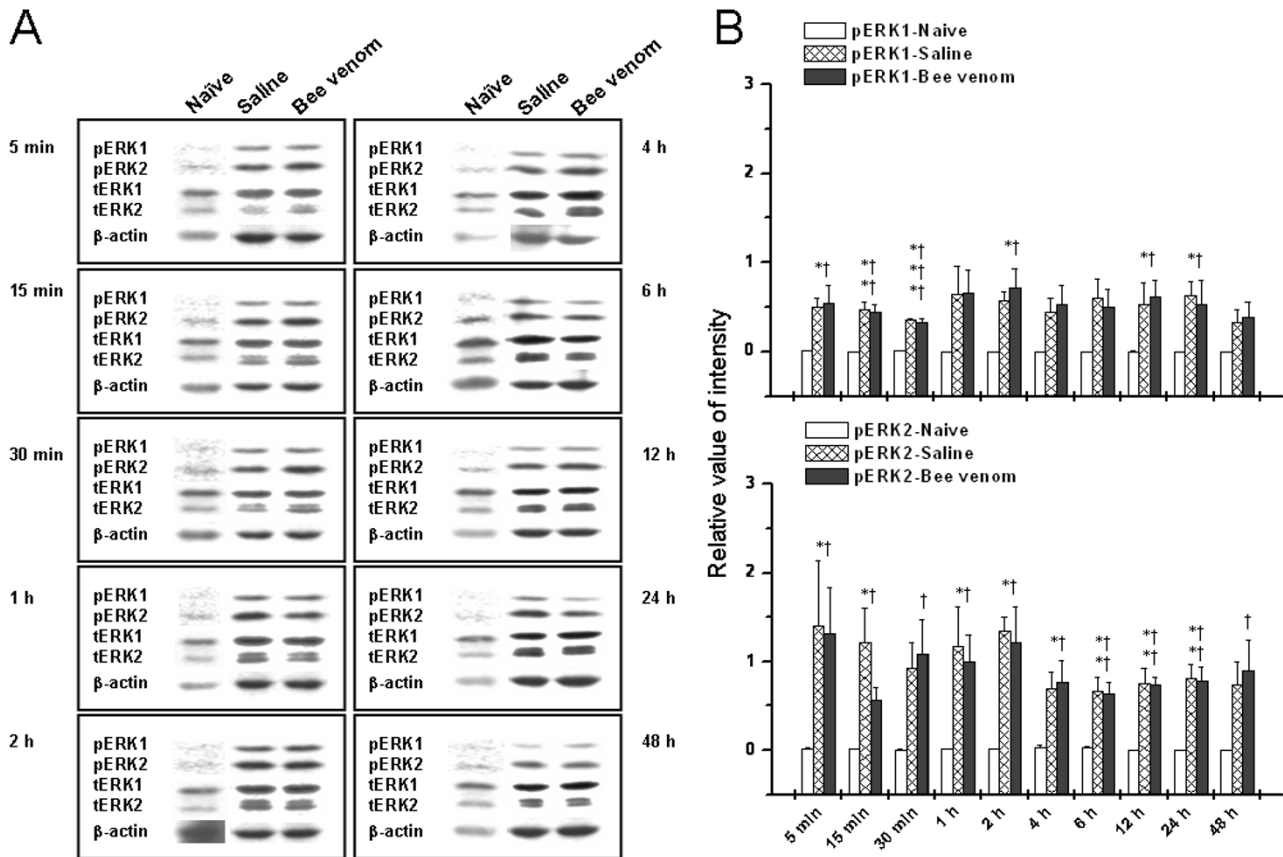 A
Naïve Saline Bee venom
5 min
pERK1
pERK2
tERK1
tERK2
β-actin
pERK1
pERK2
tERK1
tERK2
β-actin
4 h
15 min
pERK1
pERK2
tERK1
tERK2
β-actin
pERK1
pERK2
tERK1
tERK2
β-actin
6 h
30 min
pERK1
pERK2
tERK1
tERK2
β-actin
pERK1
pERK2
tERK1
tERK2
β-actin
12 h
1 h
pERK1
pERK2
tERK1
tERK2
β-actin
pERK1
pERK2
tERK1
tERK2
β-actin
24 h
2 h
pERK1
pERK2
tERK1
tERK2
β-actin
pERK1
pERK2
tERK1
tERK2
β-actin
48 h
Naïve Saline Bee venom
B
pERK1-Naive
pERK1-Saline
pERK1-Bee venom
3
2
1
0
*†
*†
*†
*†
*†
*†
*†
*†
*†
Relative value of intensity
pERK2-Naive
pERK2-Saline
pERK2-Bee venom
3
2
1
0
*†
*†
†
*†
*†
*†
*†
*†
*†
*†
*†
*†
†
5 min 15 min 30 min 1 h 2 h 4 h 6 h 12 h 24 h 48 h